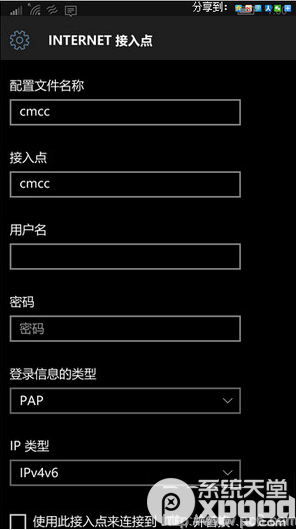 分享到：
INTERNET 接入点
配置文件名称
cmcc
接入点
cmcc
用户名
密码
密码
登录信息的类型
PAP
IP 类型
IPv4v6
使用此接入点来连接到
系统天堂